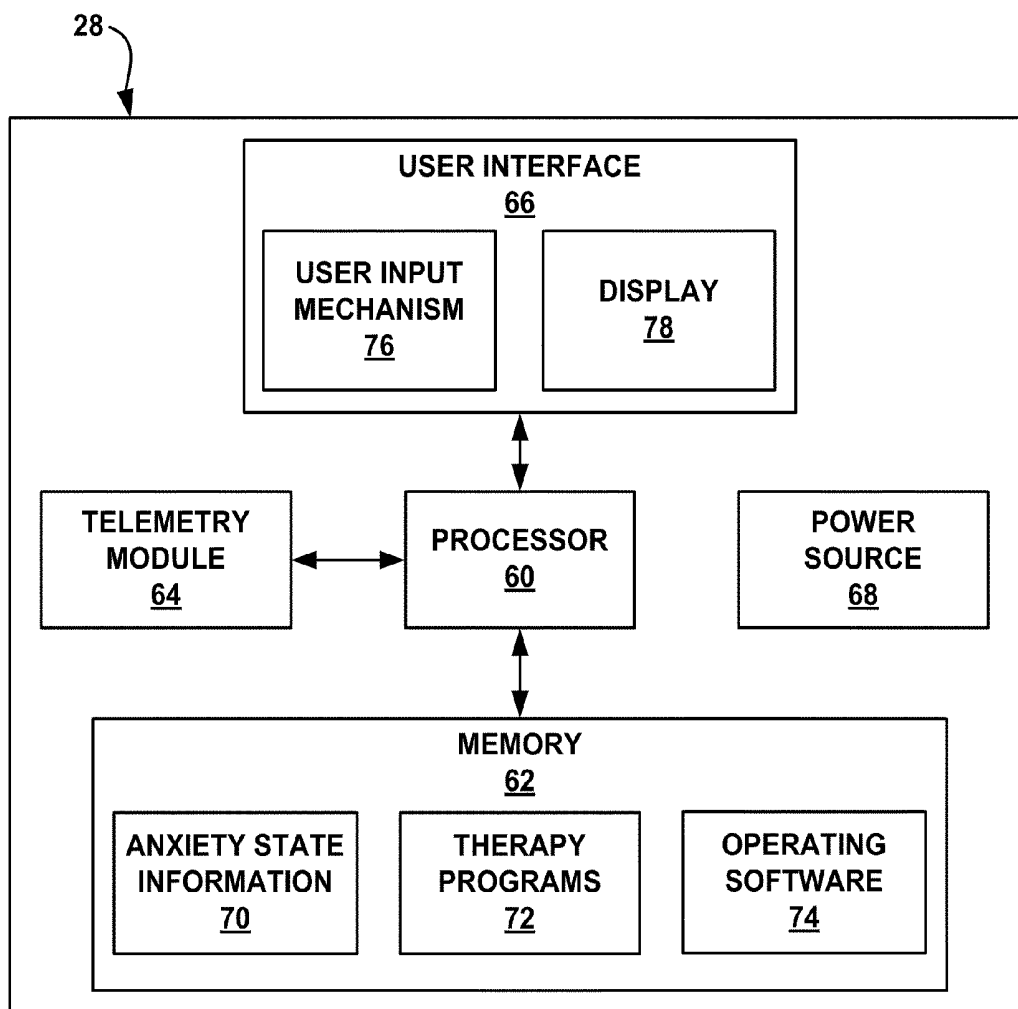 28
USER INTERFACE
66
USER INPUT
MECHANISM
76
DISPLAY
78
TELEMETRY
MODULE
64
PROCESSOR
60
POWER
SOURCE
68
MEMORY
62
ANXIETY STATE
INFORMATION
70
THERAPY
PROGRAMS
72
OPERATING
SOFTWARE
74